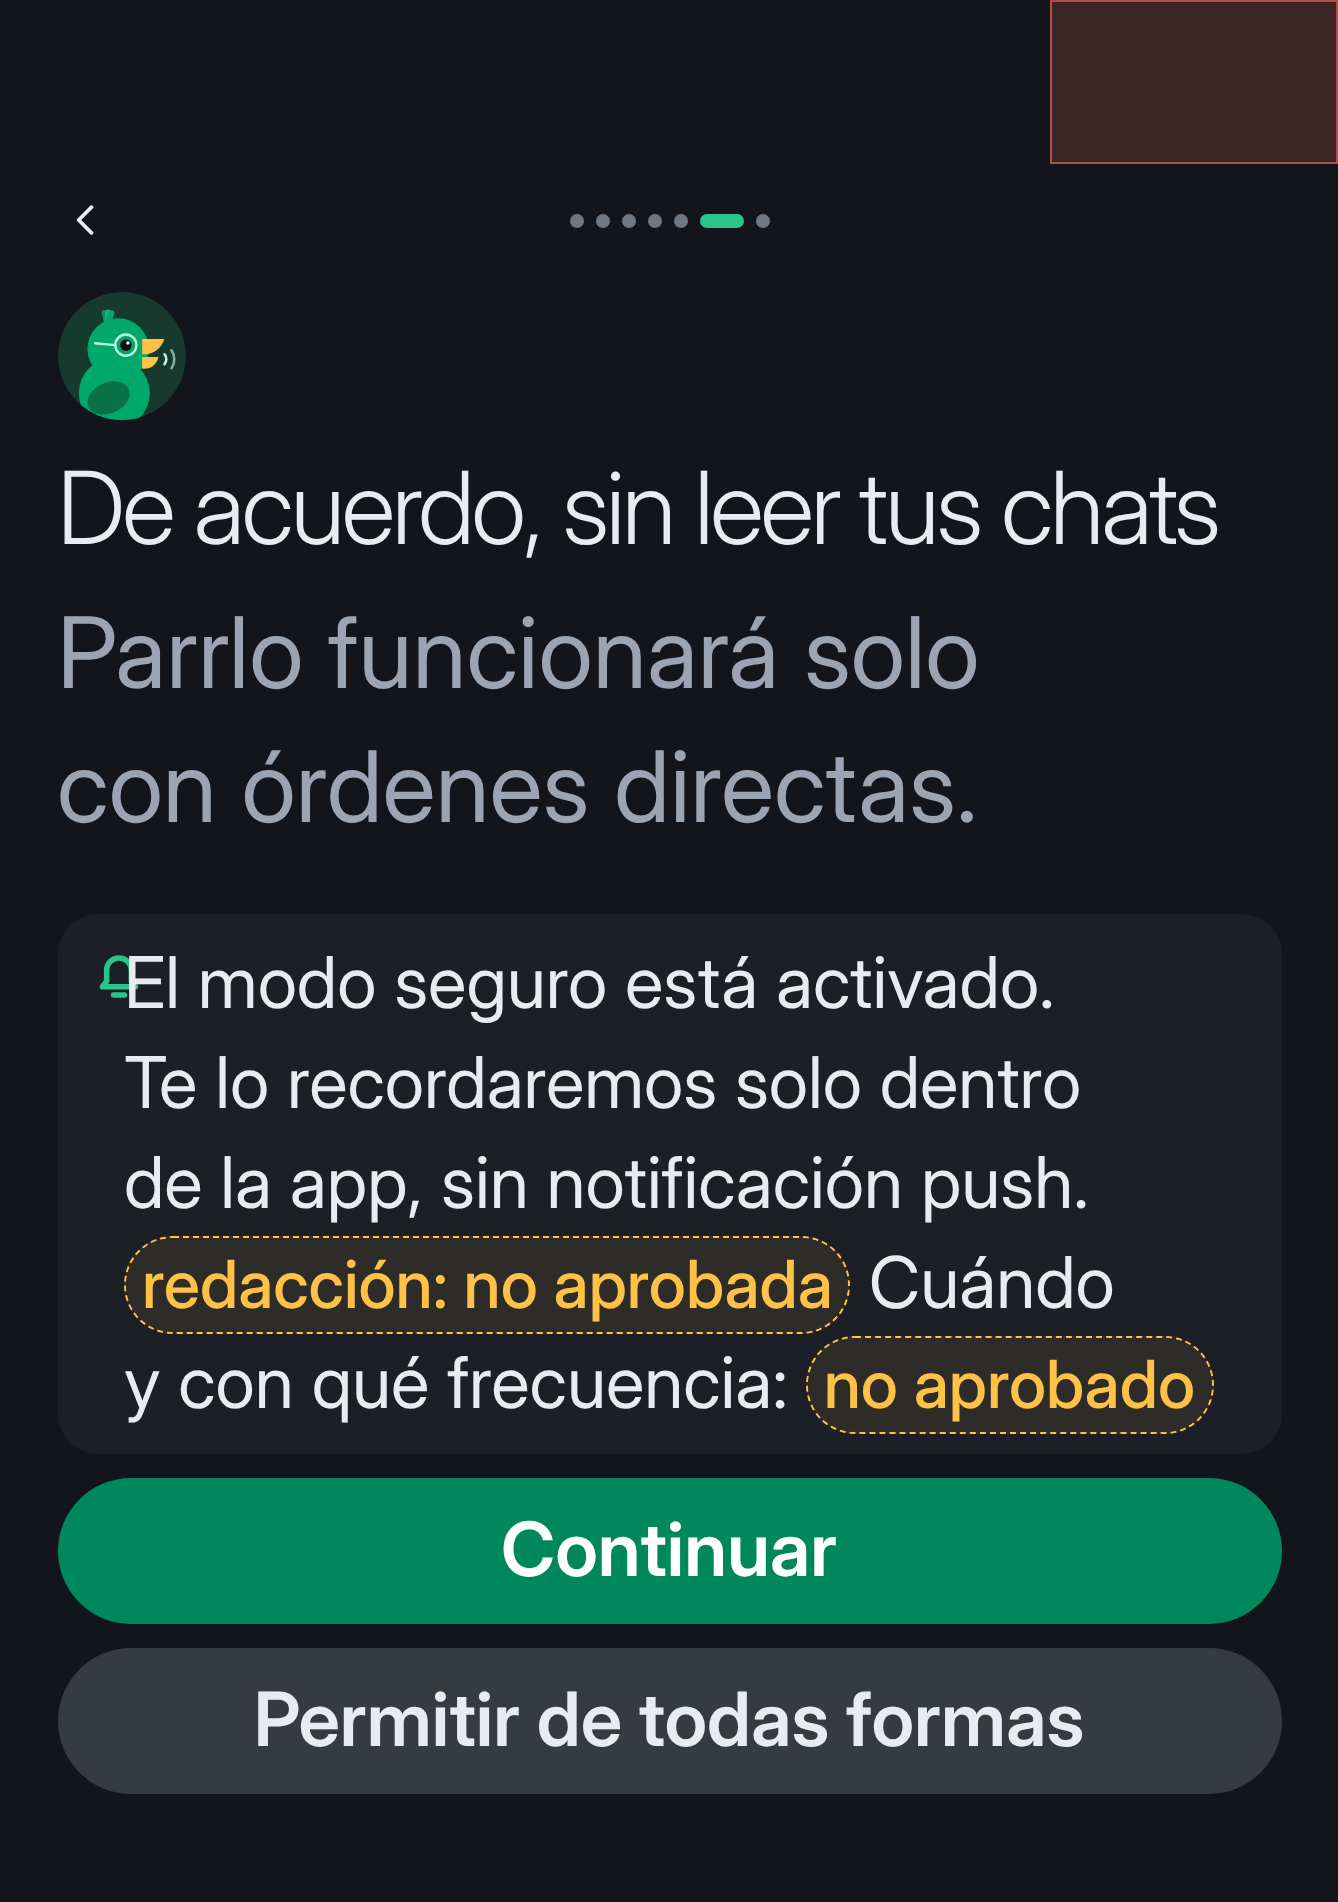 De acuerdo, sin leer tus chats
Parrlo funcionará solo
con órdenes directas.
El modo seguro está activado.
Te lo recordaremos solo dentro
de la app, sin notificación push.
redacción: no aprobada Cuándo
y con qué frecuencia: no aprobado
Continuar
Permitir de todas formas